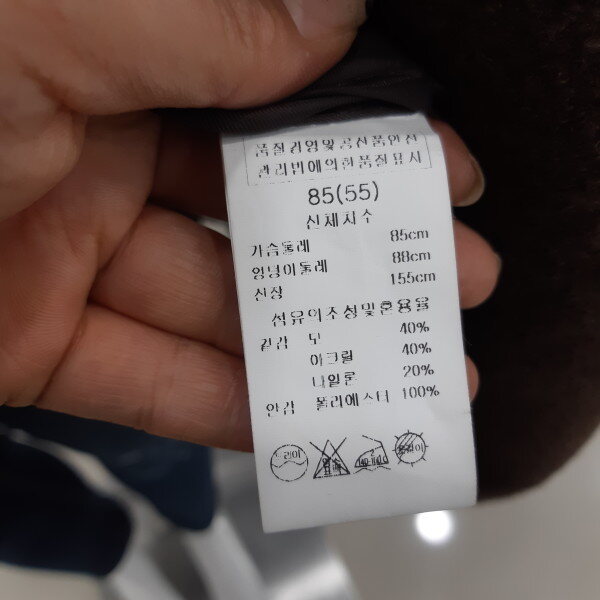 품질경영및공산품안전
관리법에의한품질표시
85(55)
신체치수
가슴둘레 85cm
엉덩이둘레 88cm
신장 155cm
섬유의조성및혼용율
겉감 모 40%
아크릴 40%
나일론 20%
안감 폴리에스터 100%
드라이